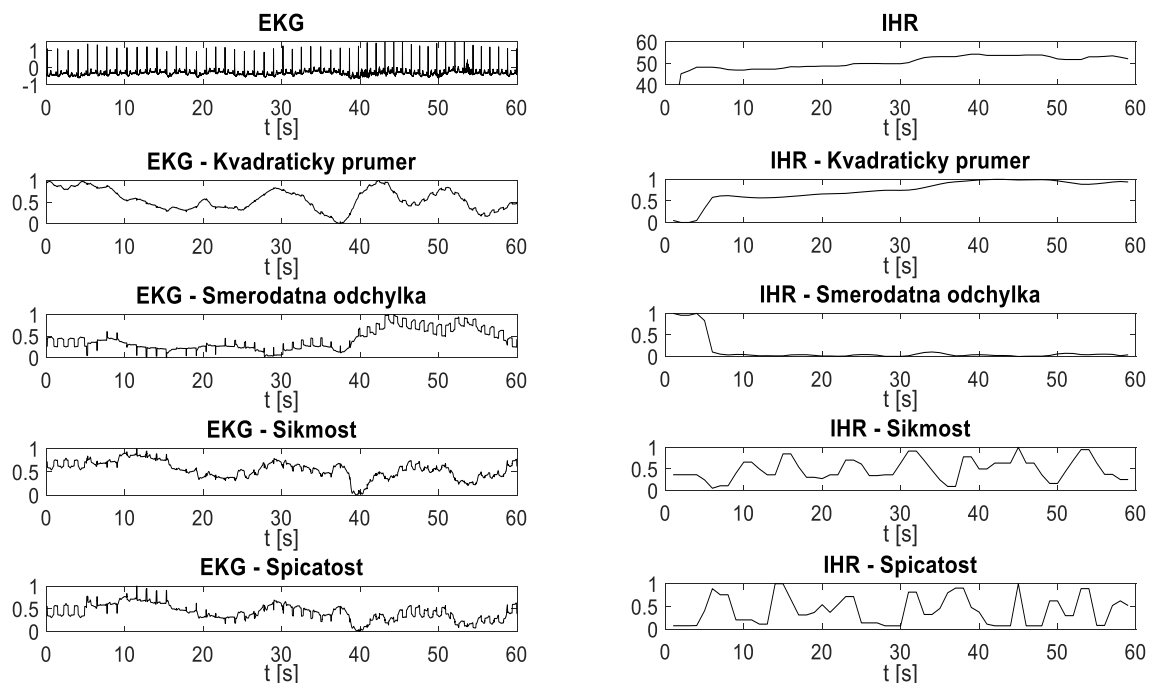 EKG
1
0
-1
0 10 20 30 40 50 60
t [s]
EKG - Kvadraticky prumer
1
0.5
0
0 10 20 30 40 50 60
t [s]
EKG - Smerodatna odchylka
1
0.5
0
0 10 20 30 40 50 60
t [s]
EKG - Sikmost
1
0.5
0
0 10 20 30 40 50 60
t [s]
EKG - Spicatost
1
0.5
0
0 10 20 30 40 50 60
t [s]
IHR
60
50
40
0 10 20 30 40 50 60
t [s]
IHR - Kvadraticky prumer
1
0.5
0
0 10 20 30 40 50 60
t [s]
IHR - Smerodatna odchylka
1
0.5
0
0 10 20 30 40 50 60
t [s]
IHR - Sikmost
1
0.5
0
0 10 20 30 40 50 60
t [s]
IHR - Spicatost
1
0.5
0
0 10 20 30 40 50 60
t [s]